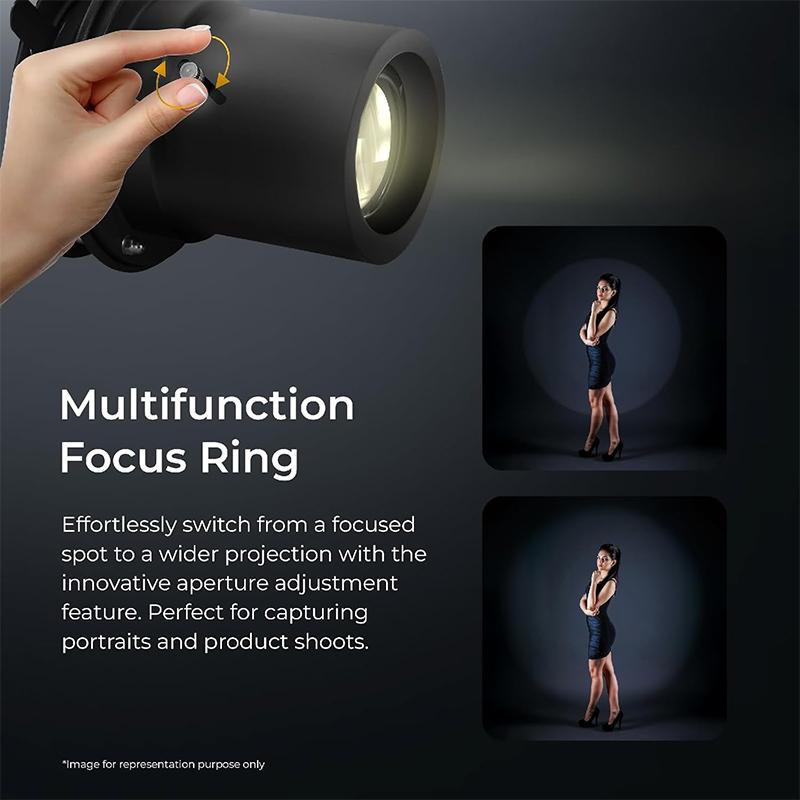 Multifunction
Focus Ring
Effortlessly switch from a focused
spot to a wider projection with the
innovative aperture adjustment
feature. Perfect for capturing
portraits and product shoots.
*Image for representation purpose only